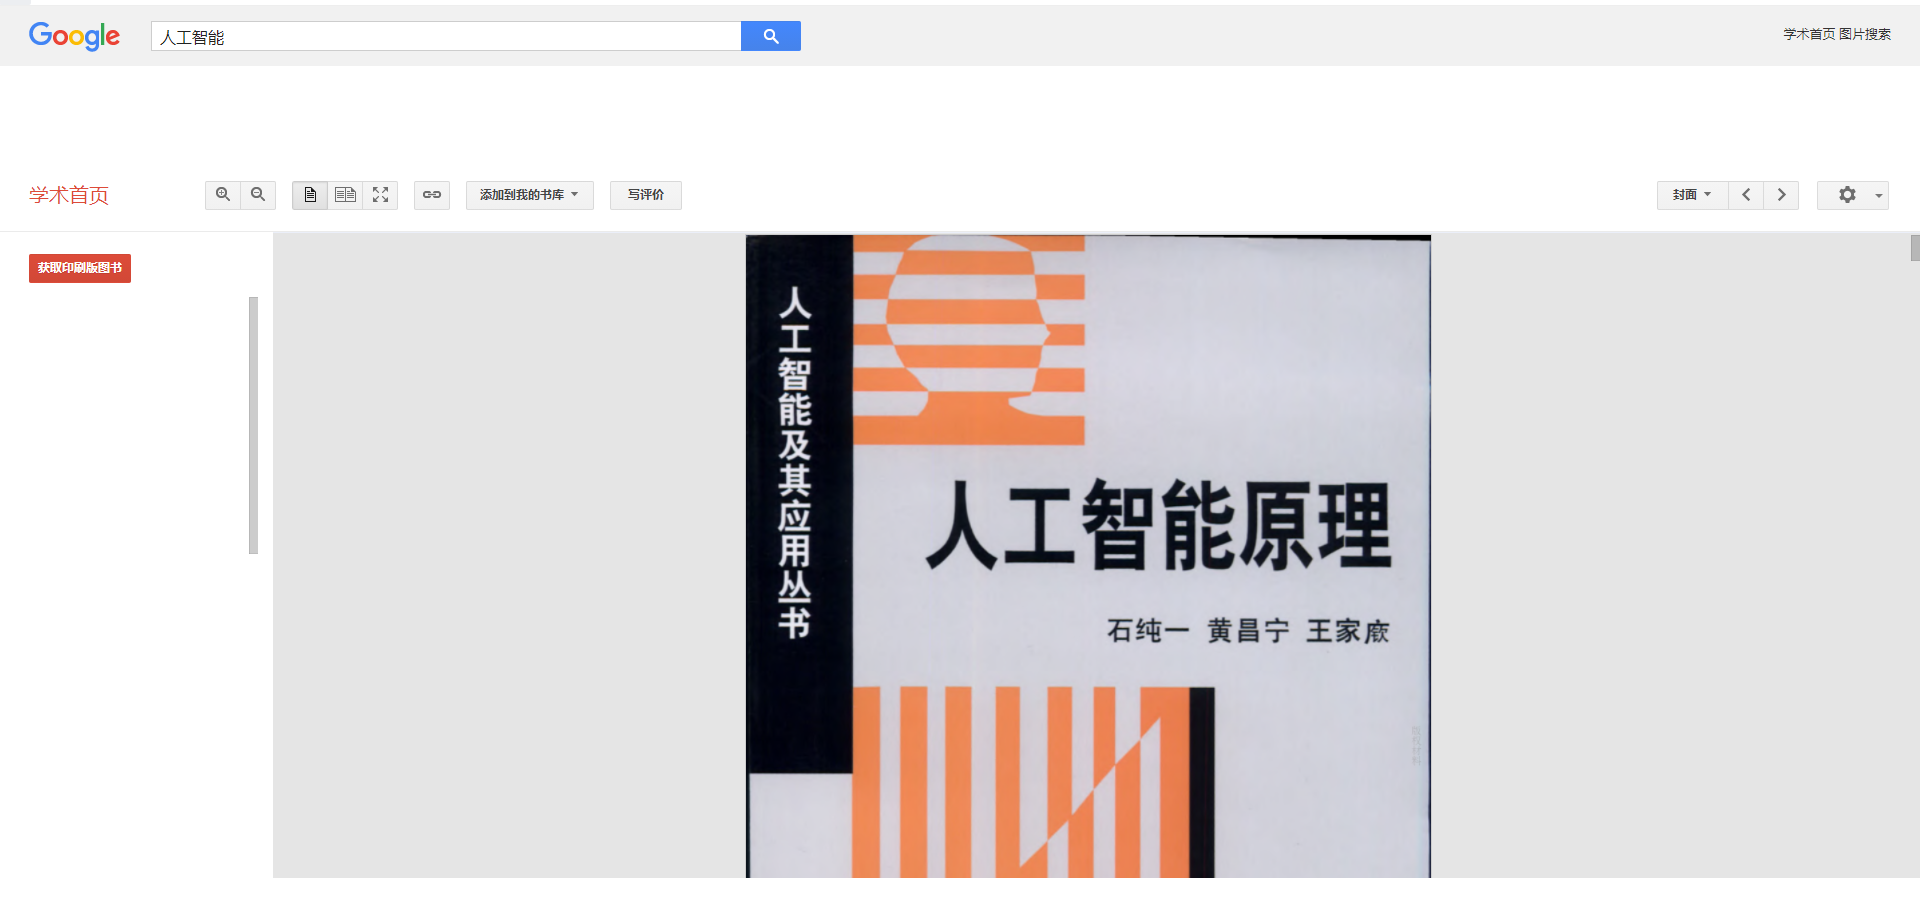 Google
人工智能
学术首页 图片搜索
学术首页
添加到我的书库
写评价
封面
获取印刷版图书
人工智能及其应用丛书
人工智能原理
石纯一 黄昌宁 王家廞